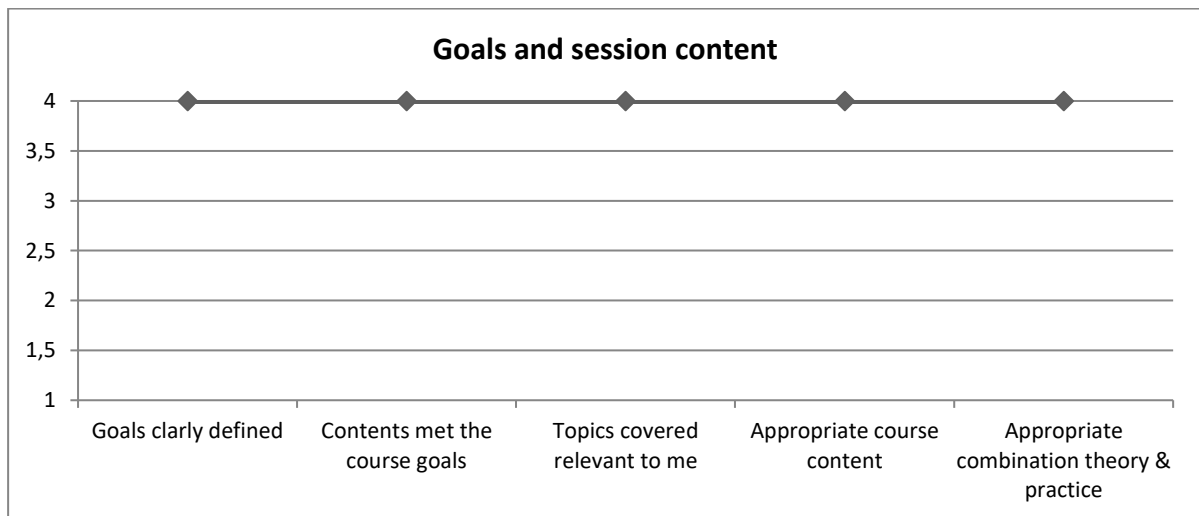 Goals and session content
4
3,5
3
2,5
2
1,5
1
Goals clarly defined
Contents met the
course goals
Topics covered
relevant to me
Appropriate course
content
Appropriate
combination theory &
practice